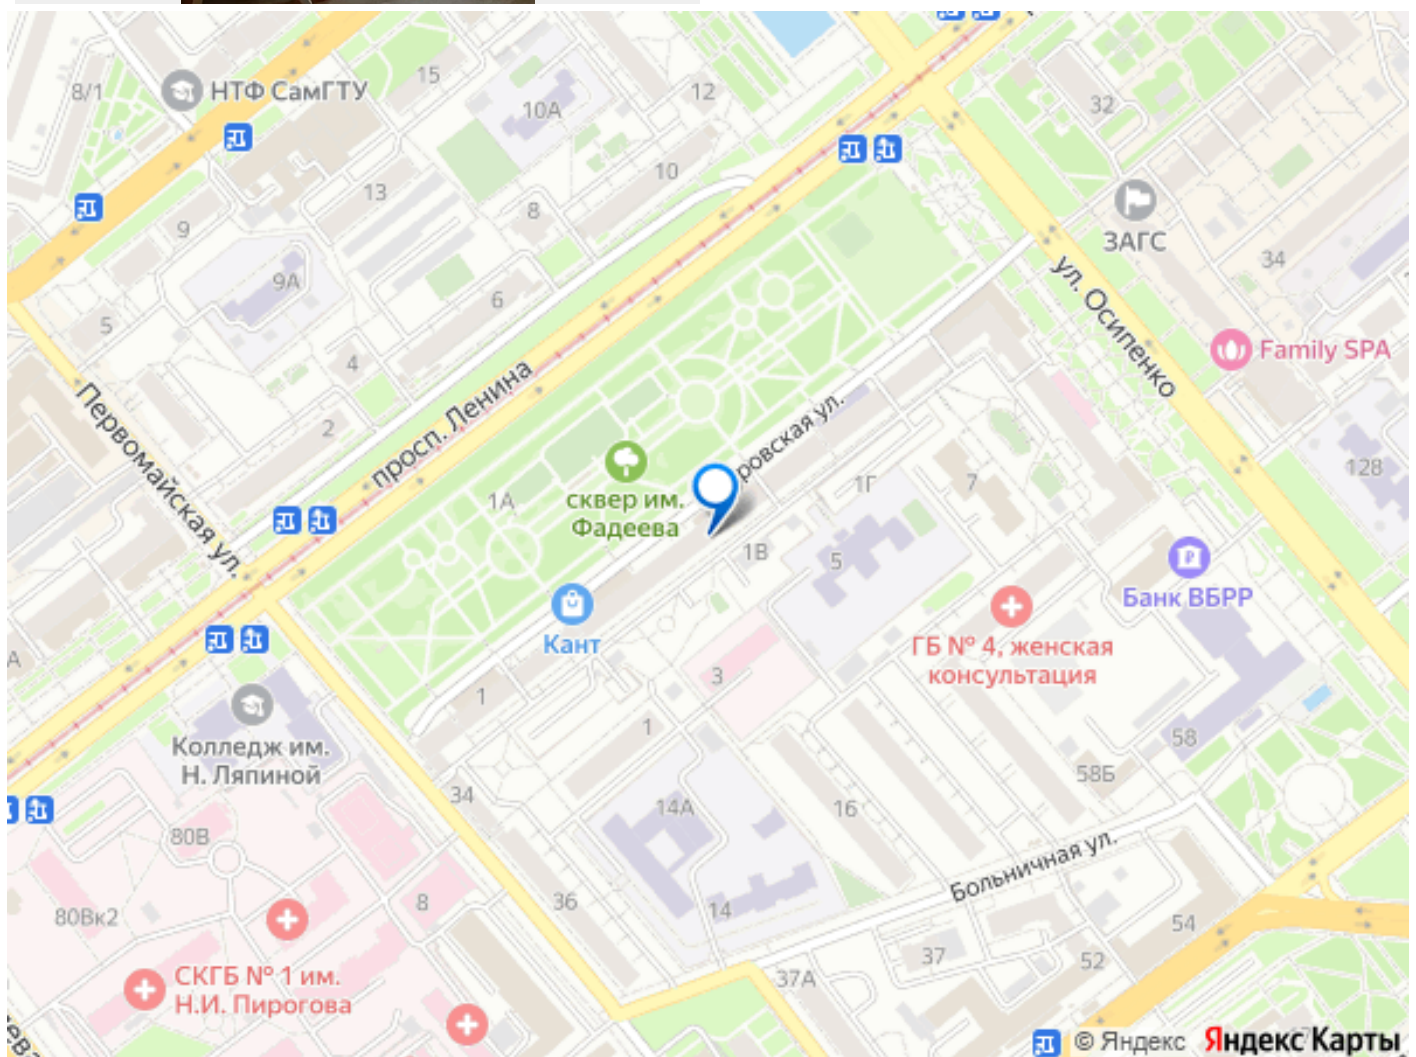 8/1
НТФ СамГТУ
15
10А
12
32
10
13
8
9
ЗАГС
9А
34
6
5
ул. Осипенко
4
Family SPA
просп. Ленина
Первомайская ул.
2
ровская ул.
128
1А
сквер им.
Фадеева
1Г
7
1В
5
Банк ВБРР
Кант
ГБ № 4, женская
консультация
А
3
1
1
Колледж им.
Н. Ляпиной
58
58Б
34
14А
16
80В
Больничная ул.
80Вк2
8
36
14
54
37
52
37А
СКГБ № 1 им.
Н.И. Пирогова
© Яндекс Яндекс Карты